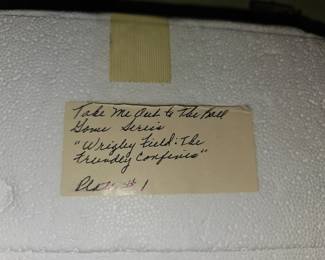 Take Me Out to The Ball
Game Series
"Wrigley Field: The
Friendly Confines"
Plate # 1